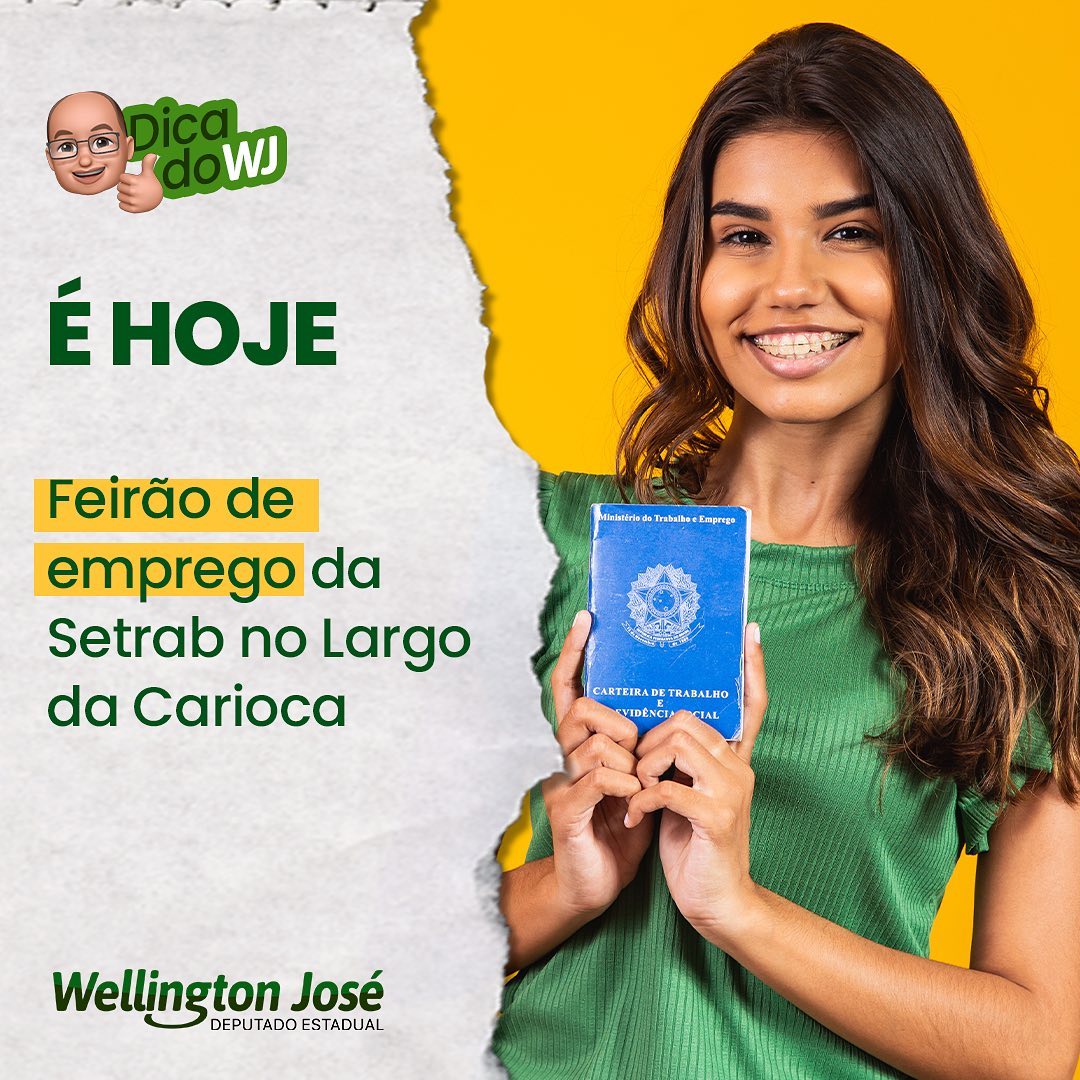 Dica
do WJ
É HOJE
Feirão de
emprego da
Setrab no Largo
da Carioca
Ministério do Trabalho e Emprego
CARTEIRA DE TRABALHO
E
Wellington José
DEPUTADO ESTADUAL